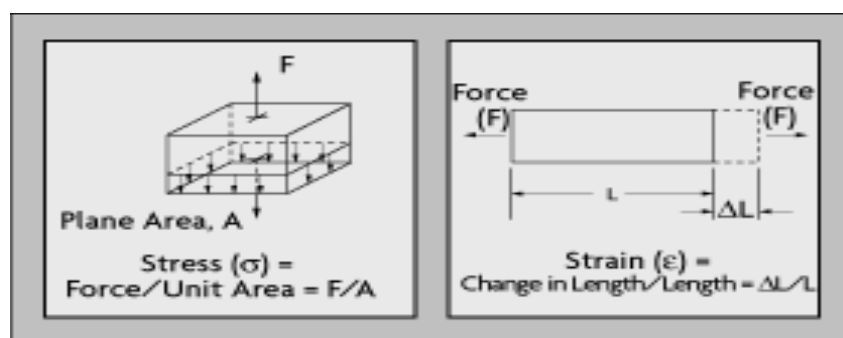 F
Plane Area, A
Stress (σ) =
Force/Unit Area = F/A
Force
(F)
Force
(F)
L
ΔL
Strain (ε) =
Change in Length/Length = ΔL/L